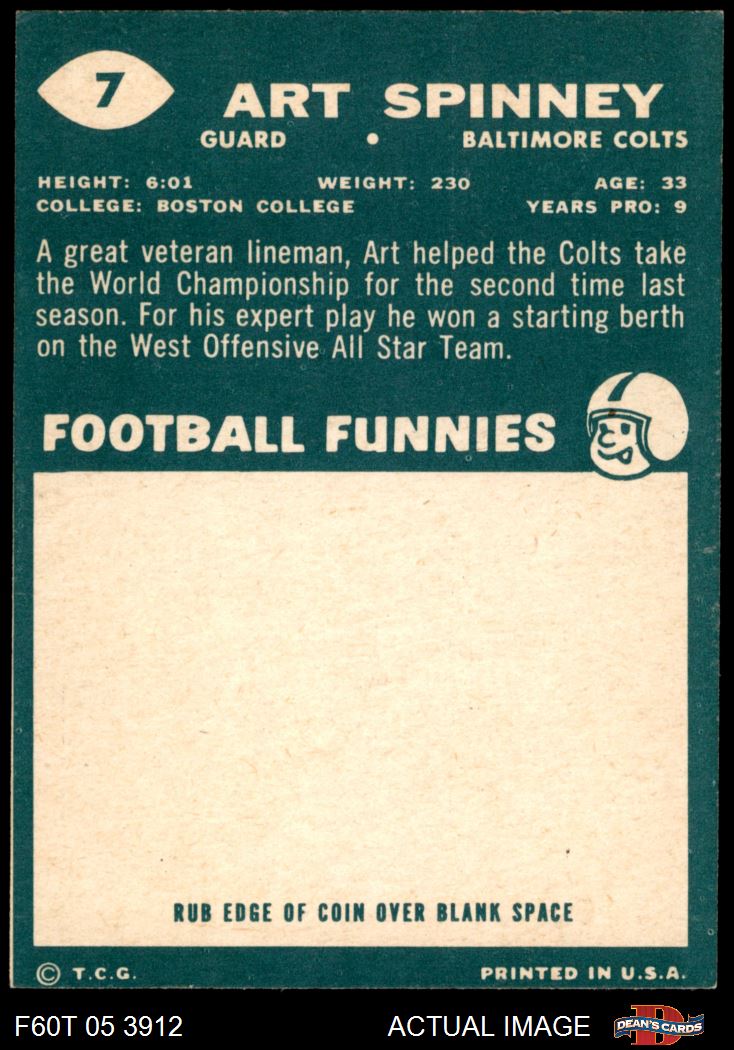 7
ART SPINNEY
GUARD • BALTIMORE COLTS
HEIGHT: 6:01 WEIGHT: 230 AGE: 33
COLLEGE: BOSTON COLLEGE YEARS PRO: 9
A great veteran lineman, Art helped the Colts take
the World Championship for the second time last
season. For his expert play he won a starting berth
on the West Offensive All Star Team.
FOOTBALL FUNNIES
RUB EDGE OF COIN OVER BLANK SPACE
© T.C.G. PRINTED IN U.S.A.
F60T 05 3912 ACTUAL IMAGE D DEAN'S CARDS